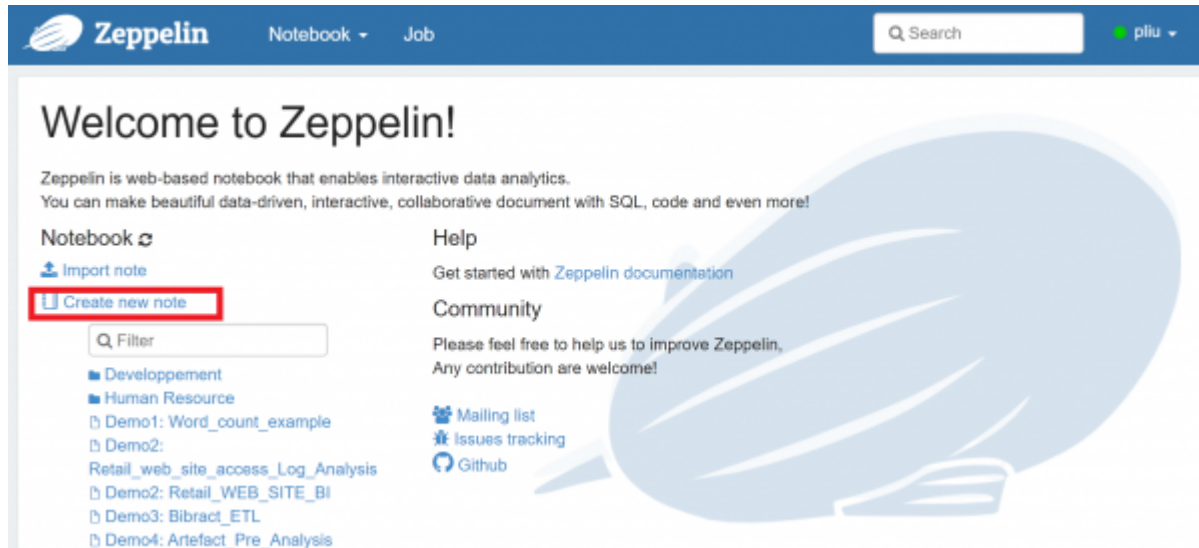 Zeppelin Notebook Job Search pliu
Welcome to Zeppelin!
Zeppelin is web-based notebook that enables interactive data analytics.
You can make beautiful data-driven, interactive, collaborative document with SQL, code and even more!
Notebook
Import note
Create new note
Filter
Developpement
Human Resource
Demo1: Word_count_example
Demo2:
Retail_web_site_access_Log_Analysis
Demo2: Retail_WEB_SITE_BI
Demo3: Bibract_ETL
Demo4: Artefact_Pre_Analysis
Help
Get started with Zeppelin documentation
Community
Please feel free to help us to improve Zeppelin,
Any contribution are welcome!
Mailing list
Issues tracking
Github